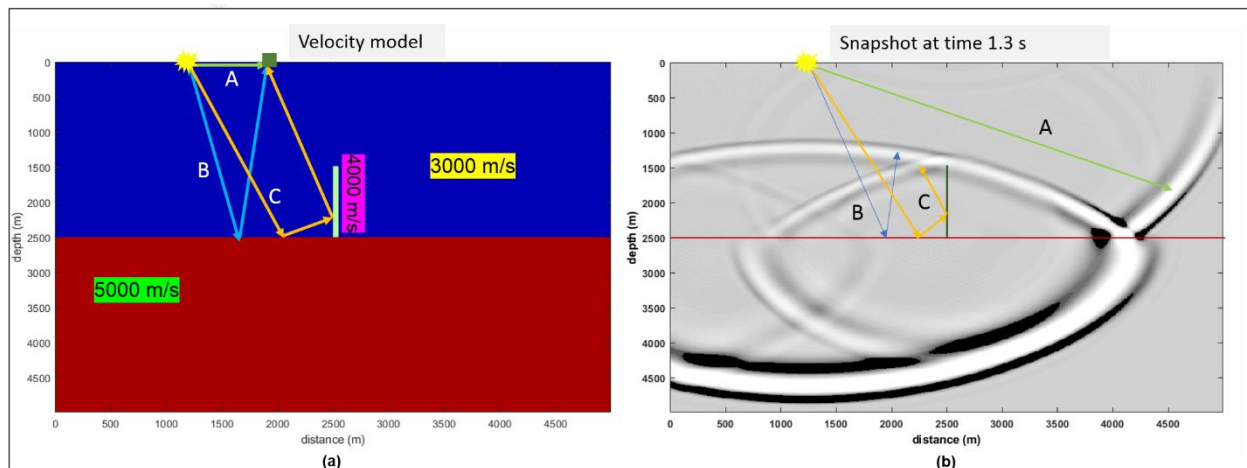 Velocity model
0
500
1000
1500
2000
2500
3000
3500
4000
4500
depth (m)
A
B
C
3000 m/s
4000 m/s
5000 m/s
0 500 1000 1500 2000 2500 3000 3500 4000 4500
distance (m)
(a)
Snapshot at time 1.3 s
0
500
1000
1500
2000
2500
3000
3500
4000
4500
depth (m)
A
B
C
0 500 1000 1500 2000 2500 3000 3500 4000 4500
distance (m)
(b)